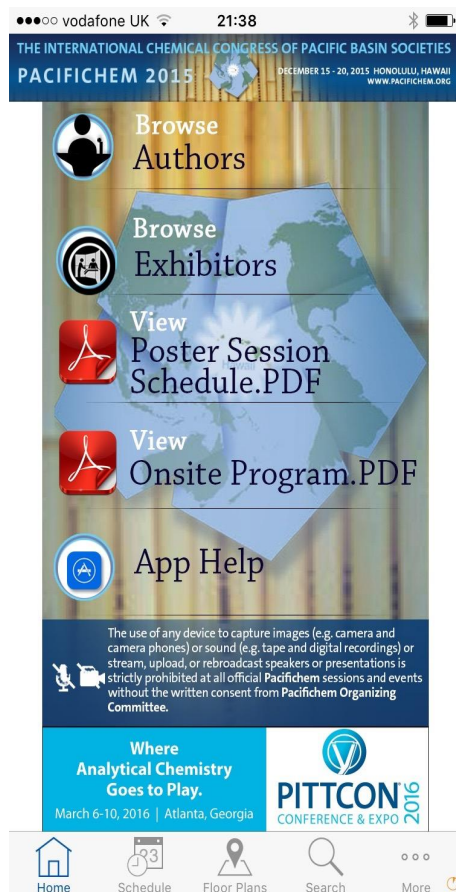 vodafone UK 21:38
THE INTERNATIONAL CHEMICAL CONGRESS OF PACIFIC BASIN SOCIETIES
PACIFICHEM 2015
DECEMBER 15 - 20, 2015 HONOLULU, HAWAII
WWW.PACIFICHEM.ORG
Browse
Authors
Browse
Exhibitors
View
Poster Session
Schedule.PDF
Hawaii
View
Onsite Program.PDF
App Help
The use of any device to capture images (e.g. camera and
camera phones) or sound (e.g. tape and digital recordings) or
stream, upload, or rebroadcast speakers or presentations is
strictly prohibited at all official Pacifichem sessions and events
without the written consent from Pacifichem Organizing
Committee.
Where
Analytical Chemistry
Goes to Play.
March 6-10, 2016 | Atlanta, Georgia
PITTCON®
CONFERENCE & EXPO
2016
23
Home Schedule Floor Plans Search More